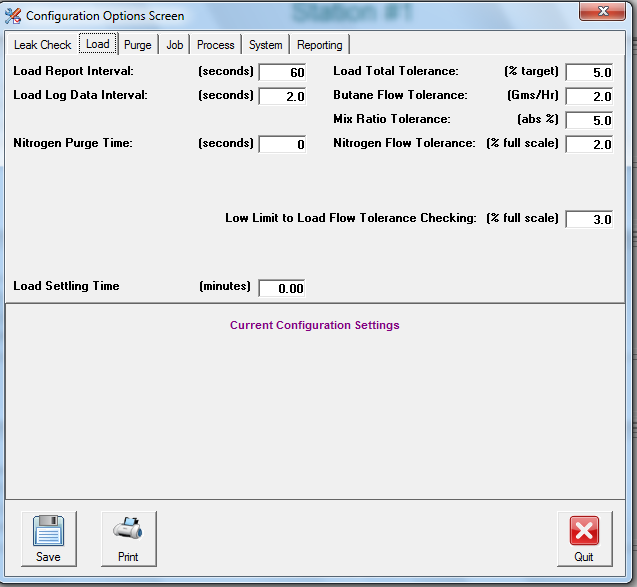 Station #1
Configuration Options Screen
Leak Check Load Purge Job Process System Reporting
Load Report Interval: (seconds) 60 Load Total Tolerance: (% target) 5.0
Load Log Data Interval: (seconds) 2.0 Butane Flow Tolerance: (Gms/Hr) 2.0
Mix Ratio Tolerance: (abs %) 5.0
Nitrogen Purge Time: (seconds) 0 Nitrogen Flow Tolerance: (% full scale) 2.0
Low Limit to Load Flow Tolerance Checking: (% full scale) 3.0
Load Settling Time (minutes) 0.00
Current Configuration Settings
Save Print Quit